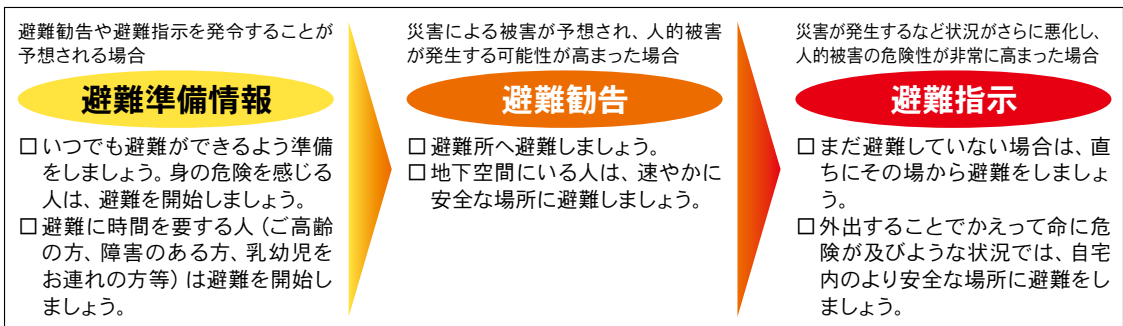 避難勧告や避難指示を発令することが
予想される場合
避難準備情報
□いつでも避難ができるよう準備
をしましょう。身の危険を感じる
人は、避難を開始しましょう。
□避難に時間を要する人（ご高齢
の方、障害のある方、乳幼児を
お連れの方等）は避難を開始し
ましょう。
災害による被害が予想され、人的被害
が発生する可能性が高まった場合
避難勧告
□避難所へ避難しましょう。
□地下空間にいる人は、速やかに
安全な場所に避難しましょう。
災害が発生するなど状況がさらに悪化し、
人的被害の危険性が非常に高まった場合
避難指示
□まだ避難していない場合は、直
ちにその場から避難をしましょ
う。
□外出することでかえって命に危
険が及びような状況では、自宅
内のより安全な場所に避難をし
ましょう。